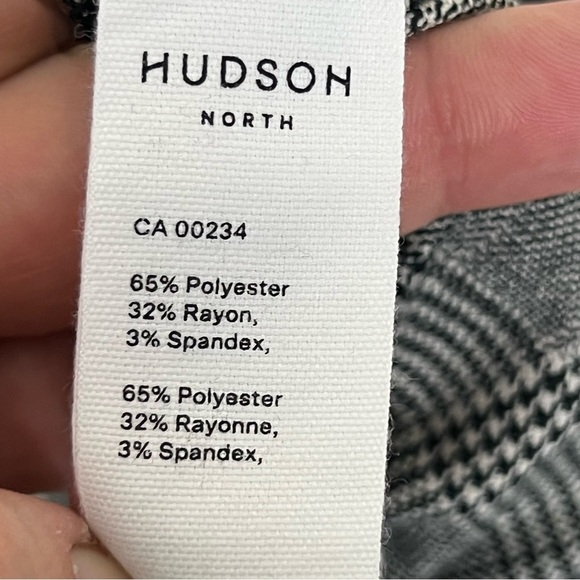 HUDSON
NORTH
CA 00234
65% Polyester
32% Rayon,
3% Spandex,
65% Polyester
32% Rayonne,
3% Spandex,